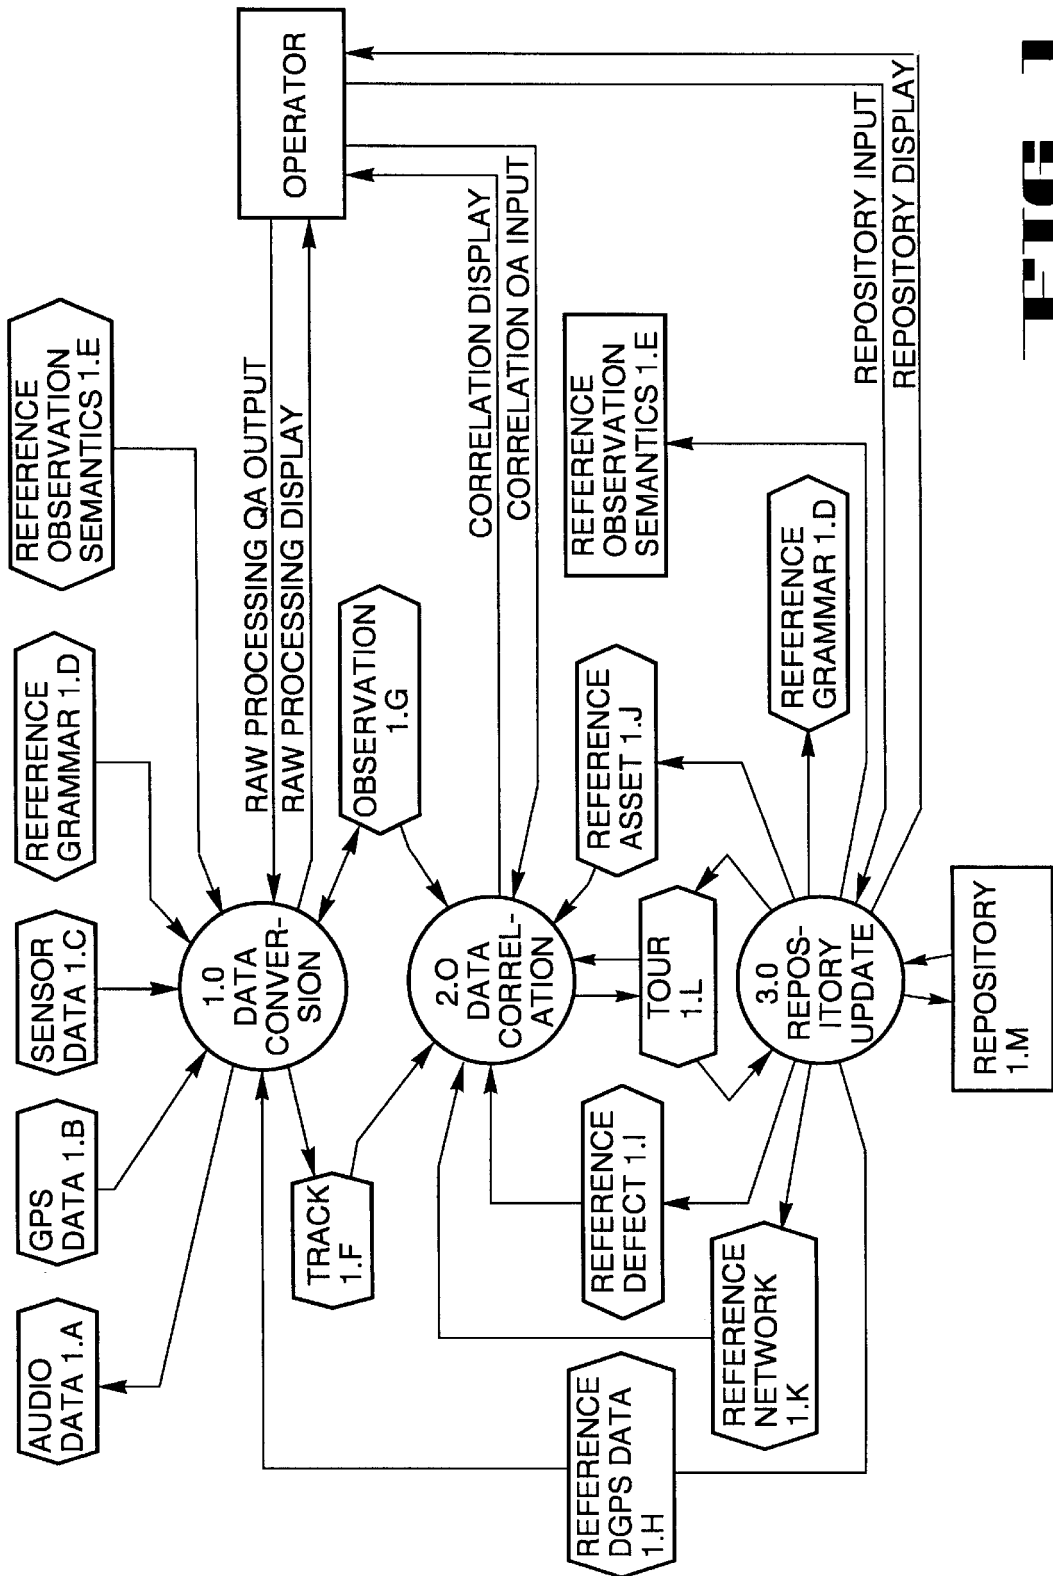 AUDIO
DATA 1.A
GPS
DATA 1.B
SENSOR
DATA 1.C
REFERENCE
GRAMMAR 1.D
REFERENCE
OBSERVATION
SEMANTICS 1.E
1.0
DATA
CONVER-
SION
RAW PROCESSING QA OUTPUT
RAW PROCESSING DISPLAY
OPERATOR
TRACK
1.F
OBSERVATION
1.G
2.O
DATA
CORREL-
ATION
CORRELATION DISPLAY
CORRELATION OA INPUT
REFERENCE
DGPS DATA
1.H
REFERENCE
DEFECT 1.I
TOUR
1.L
REFERENCE
ASSET 1.J
REFERENCE
OBSERVATION
SEMANTICS 1.E
REFERENCE
NETWORK
1.K
3.0
REPOS-
ITORY
UPDATE
REFERENCE
GRAMMAR 1.D
REPOSITORY INPUT
REPOSITORY DISPLAY
REPOSITORY
1.M